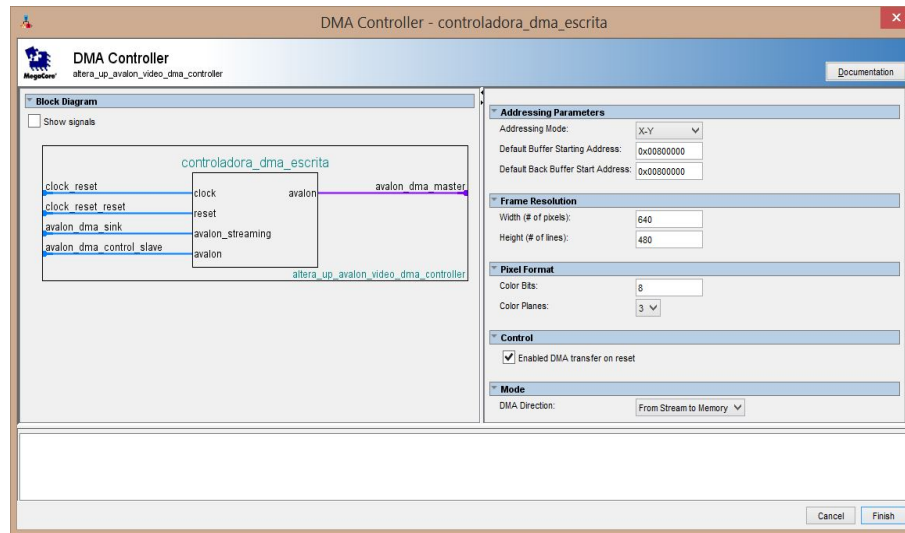 DMA Controller - controladora_dma_escrita
x
DMA Controller
altera_up_avalon_video_dma_controller
MegaCore'
Documentation
Block Diagram
Show signals
controladora_dma_escrita
clock_reset
clock
avalon
avalon_dma_master
clock_reset_reset
reset
avalon_dma_sink
avalon_streaming
avalon_dma_control_slave
avalon
altera_up_avalon_video_dma_controller
Addressing Parameters
Addressing Mode: X-Y
Default Buffer Starting Address: 0x00800000
Default Back Buffer Start Address: 0x00800000
Frame Resolution
Width (# of pixels): 640
Height (# of lines): 480
Pixel Format
Color Bits: 8
Color Planes: 3
Control
Enabled DMA transfer on reset
Mode
DMA Direction: From Stream to Memory
Cancel Finish